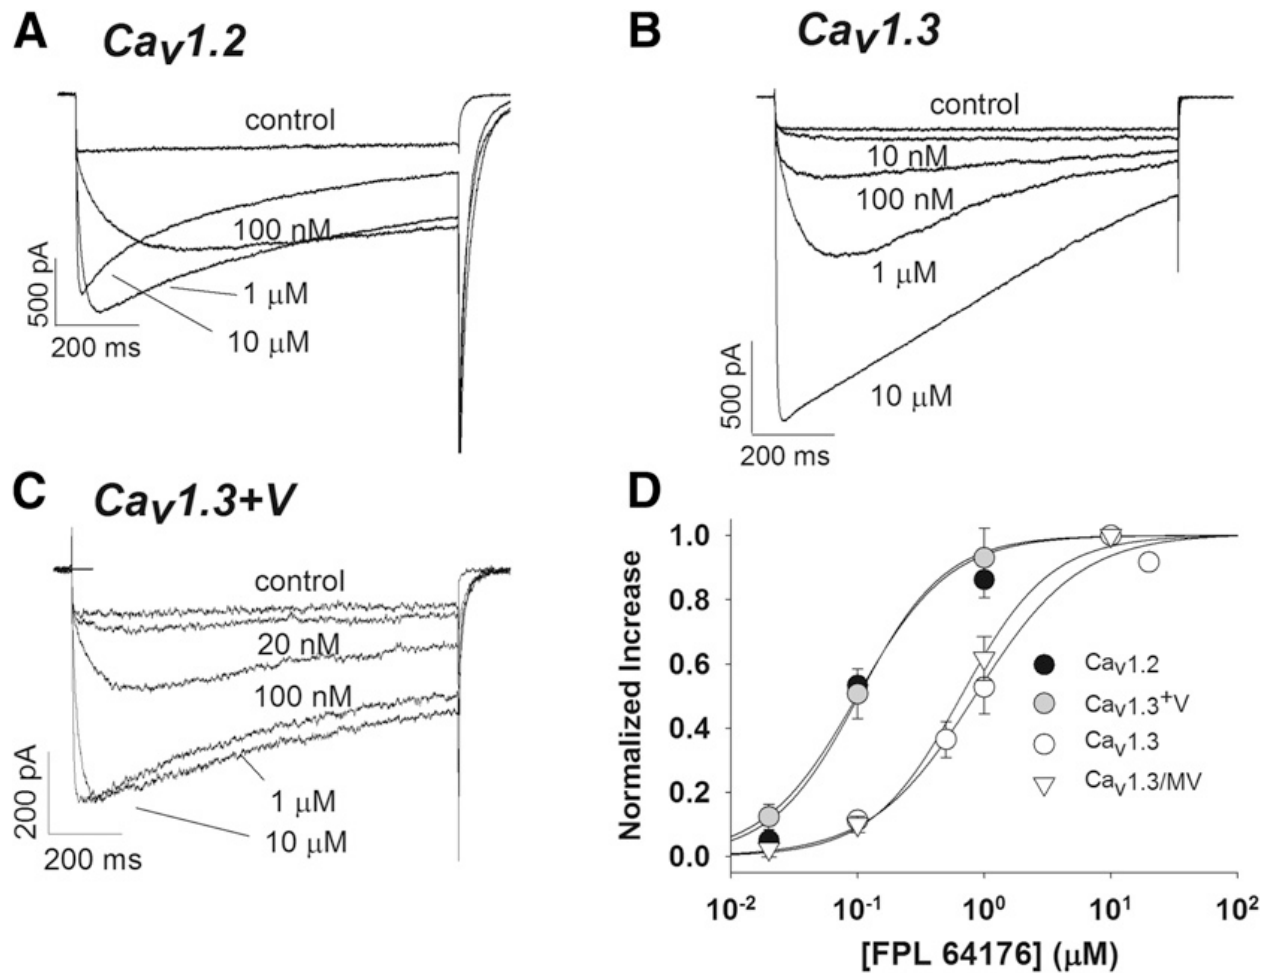 A
Cav1.2
control
100 nM
1 μM
10 μM
500 pA
200 ms
B
Cav1.3
control
10 nM
100 nM
1 μM
10 μM
500 pA
200 ms
C
Cav1.3+V
control
20 nM
100 nM
1 μM
10 μM
200 pA
200 ms
D
Normalized Increase
1.0
0.8
0.6
0.4
0.2
0.0
Cav1.2
Cav1.3+V
Cav1.3
Cav1.3/MV
10-2 10-1 100 101 102
[FPL 64176] (μM)